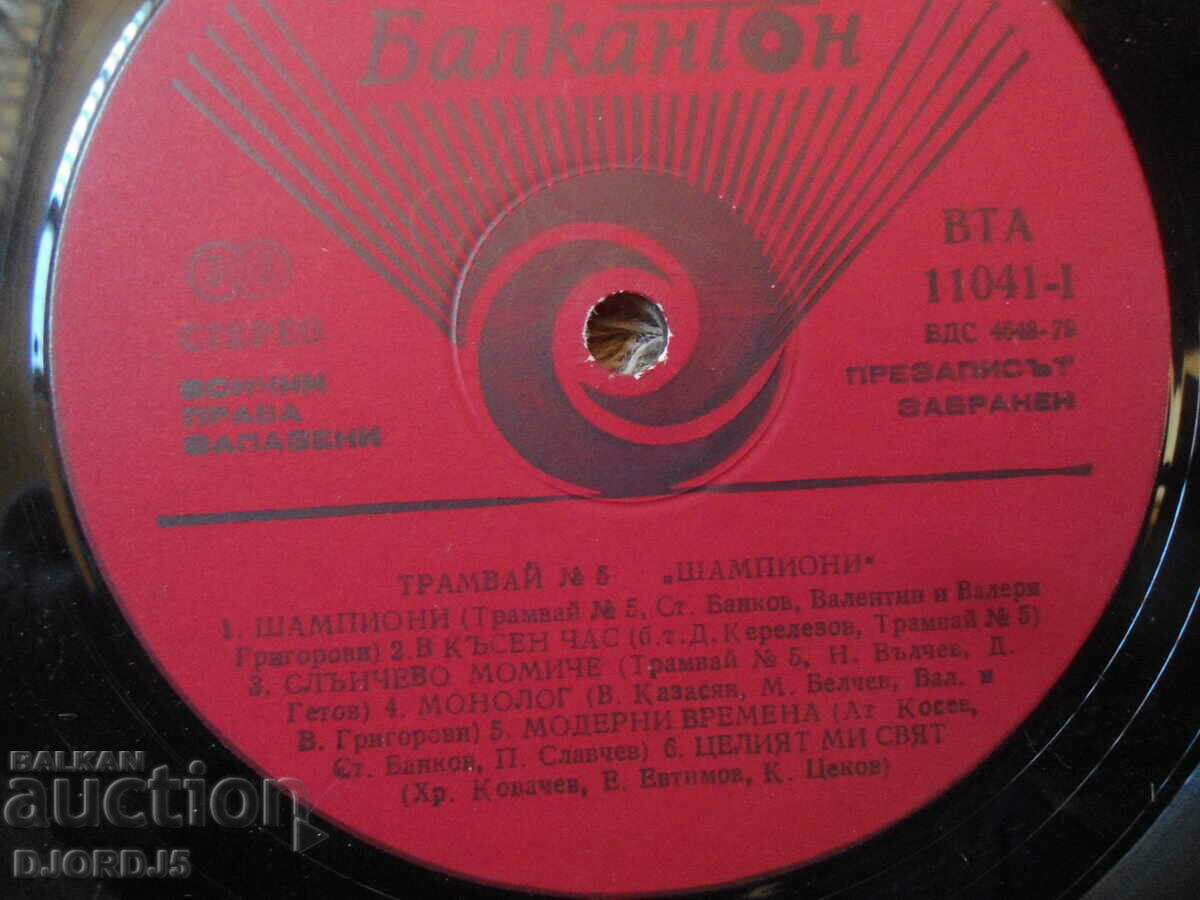 Балкантон
33
СТЕРЕО
ВСИЧКИ
ПРАВА
ЗАПАЗЕНИ
ВТА
11041-I
БДС 4648-79
ПРЕЗАПИСЪТ
ЗАБРАНЕН
ТРАМВАЙ № 5 „ШАМПИОНИ“
1. ШАМПИОНИ (Трамвай № 5, Ст. Банков, Валентин и Валери
Григорови) 2. В КЪСЕН ЧАС (б.т. Д. Керелезов, Трамвай № 5)
3. СЛЪНЧЕВО МОМИЧЕ (Трамвай № 5, Н. Вълчев, Д.
Гетов) 4. МОНОЛОГ (В. Казасян, М. Белчев, Вал. и
В. Григорови) 5. МОДЕРНИ ВРЕМЕНА (Ат. Косев,
Ст. Банков, П. Славчев) 6. ЦЕЛИЯТ МИ СВЯТ
(Хр. Ковачев, Е. Евтимов, К. Цеков)
BALKAN
auction
DJORDJ5